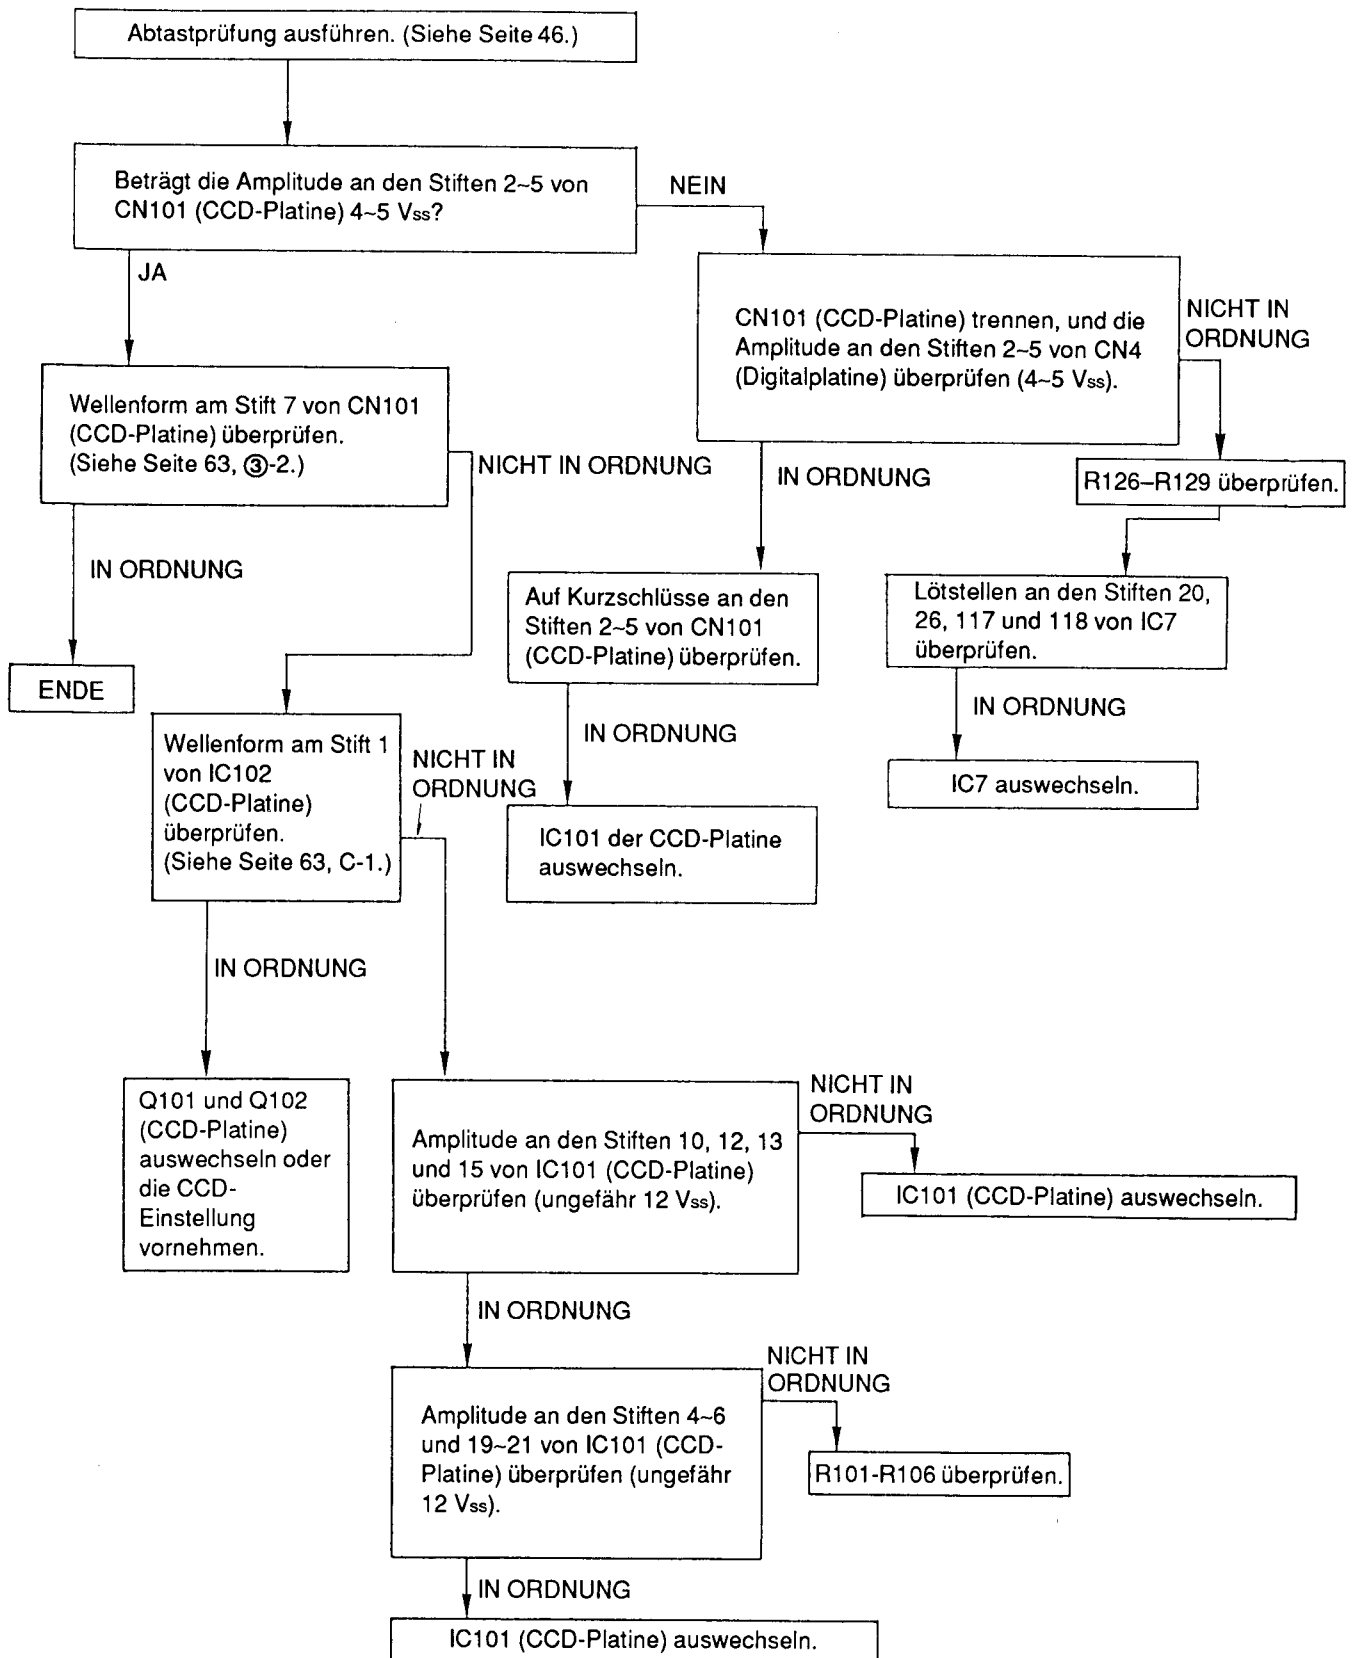 Abtastprüfung ausführen. (Siehe Seite 46.)
Beträgt die Amplitude an den Stiften 2~5 von
CN101 (CCD-Platine) 4~5 Vss?
NEIN
JA
CN101 (CCD-Platine) trennen, und die
Amplitude an den Stiften 2~5 von CN4
(Digitalplatine) überprüfen (4~5 Vss).
NICHT IN
ORDNUNG
Wellenform am Stift 7 von CN101
(CCD-Platine) überprüfen.
(Siehe Seite 63, ③-2.)
NICHT IN ORDNUNG
IN ORDNUNG
R126–R129 überprüfen.
IN ORDNUNG
Auf Kurzschlüsse an den
Stiften 2~5 von CN101
(CCD-Platine) überprüfen.
Lötstellen an den Stiften 20,
26, 117 und 118 von IC7
überprüfen.
ENDE
IN ORDNUNG
IN ORDNUNG
Wellenform am Stift 1
von IC102
(CCD-Platine)
überprüfen.
(Siehe Seite 63, C-1.)
NICHT IN
ORDNUNG
IC7 auswechseln.
IC101 der CCD-Platine
auswechseln.
IN ORDNUNG
Q101 und Q102
(CCD-Platine)
auswechseln oder
die CCD-
Einstellung
vornehmen.
Amplitude an den Stiften 10, 12, 13
und 15 von IC101 (CCD-Platine)
überprüfen (ungefähr 12 Vss).
NICHT IN
ORDNUNG
IC101 (CCD-Platine) auswechseln.
IN ORDNUNG
Amplitude an den Stiften 4~6
und 19~21 von IC101 (CCD-
Platine) überprüfen (ungefähr
12 Vss).
NICHT IN
ORDNUNG
R101-R106 überprüfen.
IN ORDNUNG
IC101 (CCD-Platine) auswechseln.